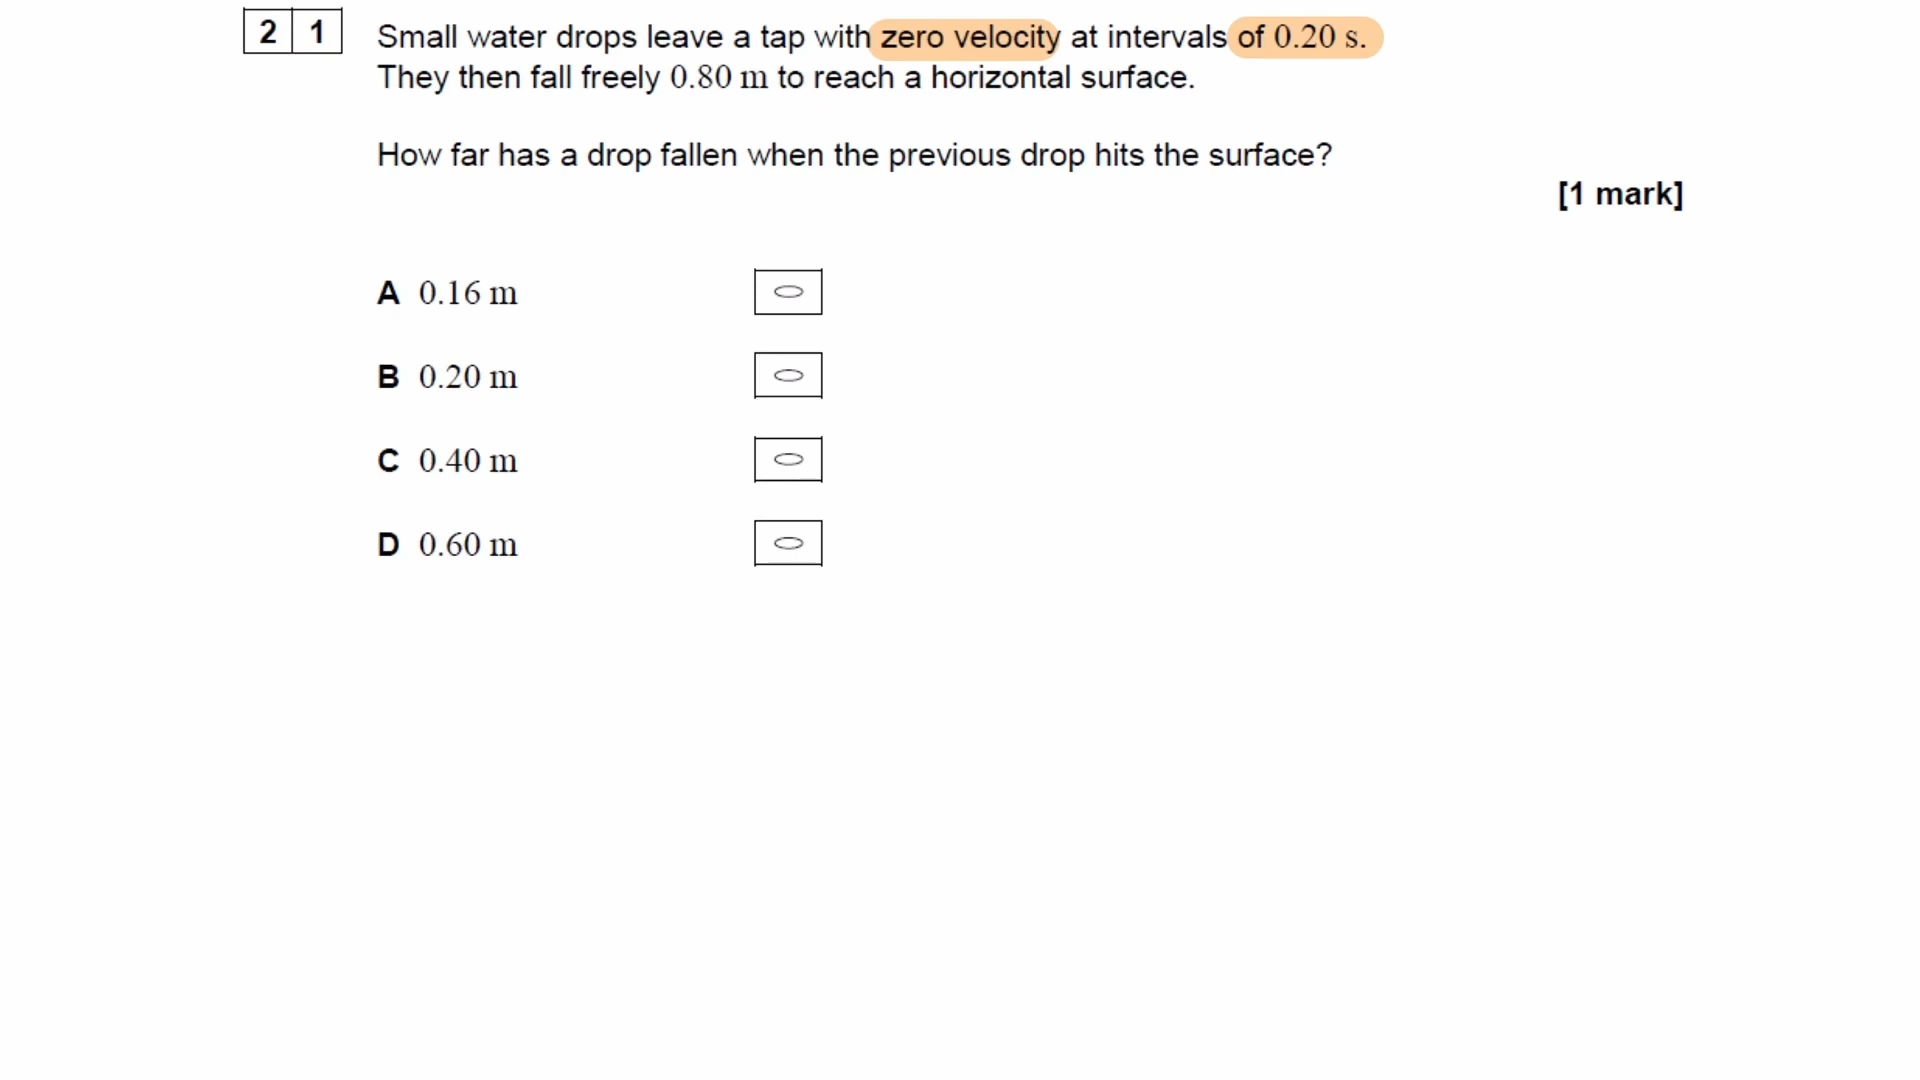 2 1 Small water drops leave a tap with zero velocity at intervals of 0.20 s.
They then fall freely 0.80 m to reach a horizontal surface.
How far has a drop fallen when the previous drop hits the surface?
[1 mark]
A 0.16 m
B 0.20 m
C 0.40 m
D 0.60 m